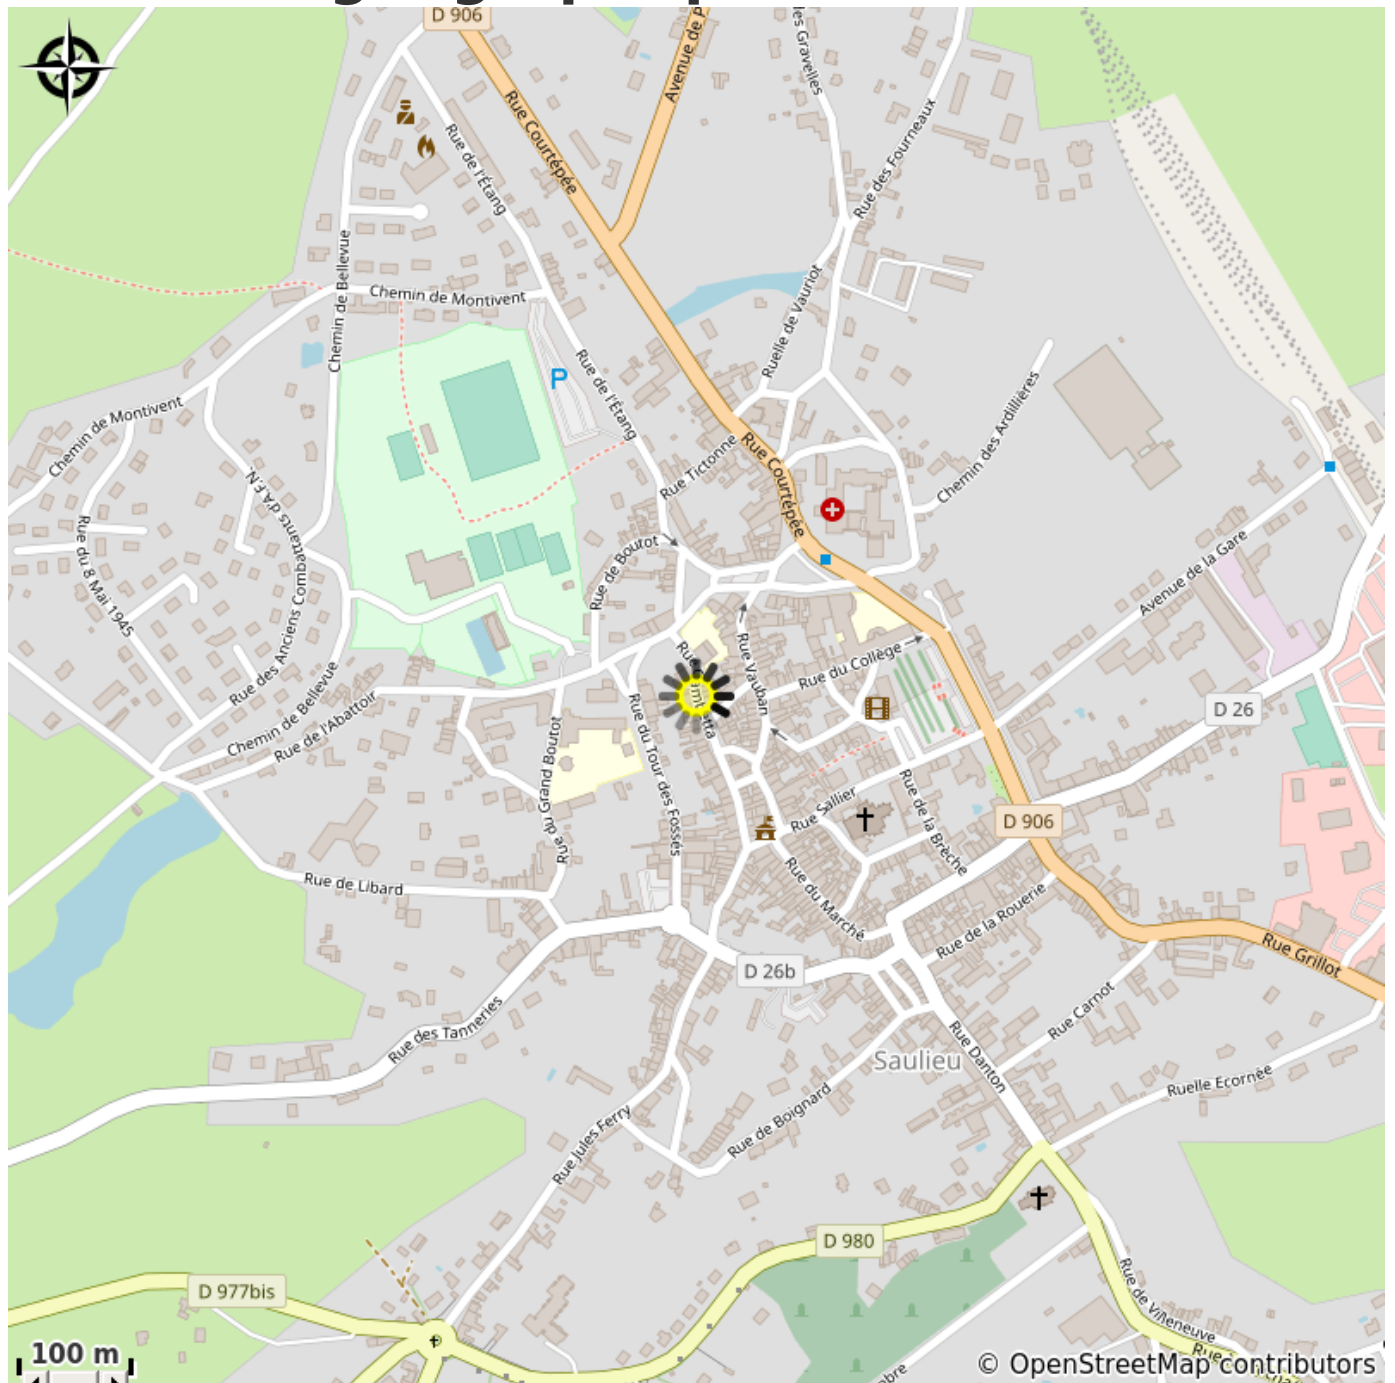 D 906
Avenue de P
es Gravelles
Rue Courtépée
Rue des Fourneaux
Rue de l'Étang
Chemin de Bellevue
Chemin de Montivent
Ruelle de Vauriot
P
Rue de l'Étang
Chemin des Ardillières
Chemin de Montivent
Rue Tictonne
Rue Courtépée
Rue des Anciens Combattants d'A.F.N.
Rue du 8 Mai 1945
Rue de Boutot
Avenue de la Gare
Rue Vauban
Rue du Collège
Chemin de Bellevue
Rue de l'Abattoir
Rue du Tour des Fossés
D 26
Rue du Grand Boutot
Rue Sallier
Rue de la Brèche
D 906
Rue de Libard
Rue du Marché
Rue de la Rouerie
Rue Grillot
D 26b
Rue des Tanneries
Rue Carnot
Saulieu
Rue Danton
Ruelle Ecornée
Rue de Boignard
Rue Jules Ferry
D 980
D 977bis
Rue de Villeneuve
100 m
© OpenStreetMap contributors